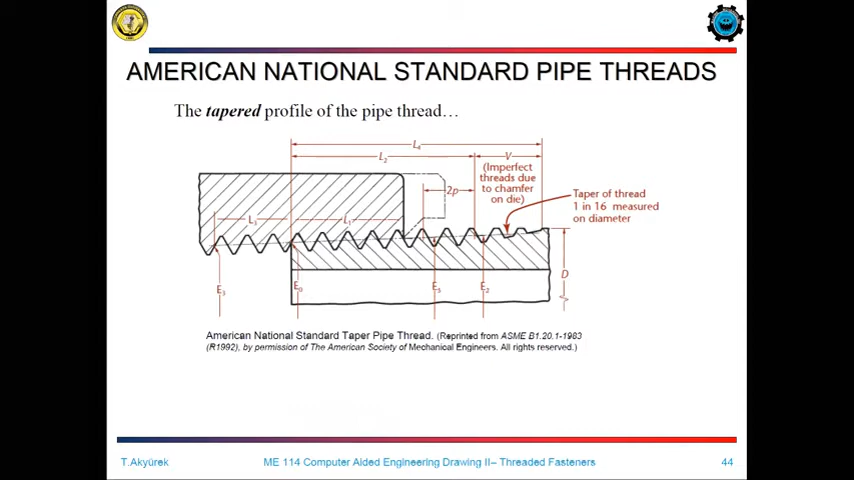 AMERICAN NATIONAL STANDARD PIPE THREADS
The tapered profile of the pipe thread…
L4
L2
V
(Imperfect
threads due
to chamfer
on die)
2p
Taper of thread
1 in 16 measured
on diameter
L3
L1
E3
E0
E5
E2
D
American National Standard Taper Pipe Thread. (Reprinted from ASME B1.20.1-1983
(R1992), by permission of The American Society of Mechanical Engineers. All rights reserved.)
T.Akyürek
ME 114 Computer Aided Engineering Drawing II– Threaded Fasteners
44